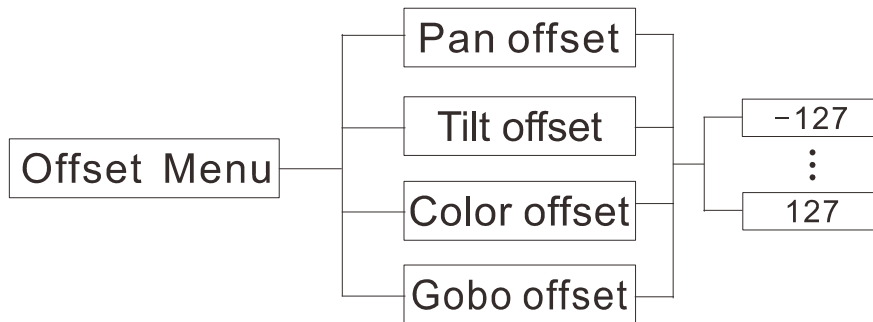 Offset Menu
Pan offset
Tilt offset
Color offset
Gobo offset
-127
127